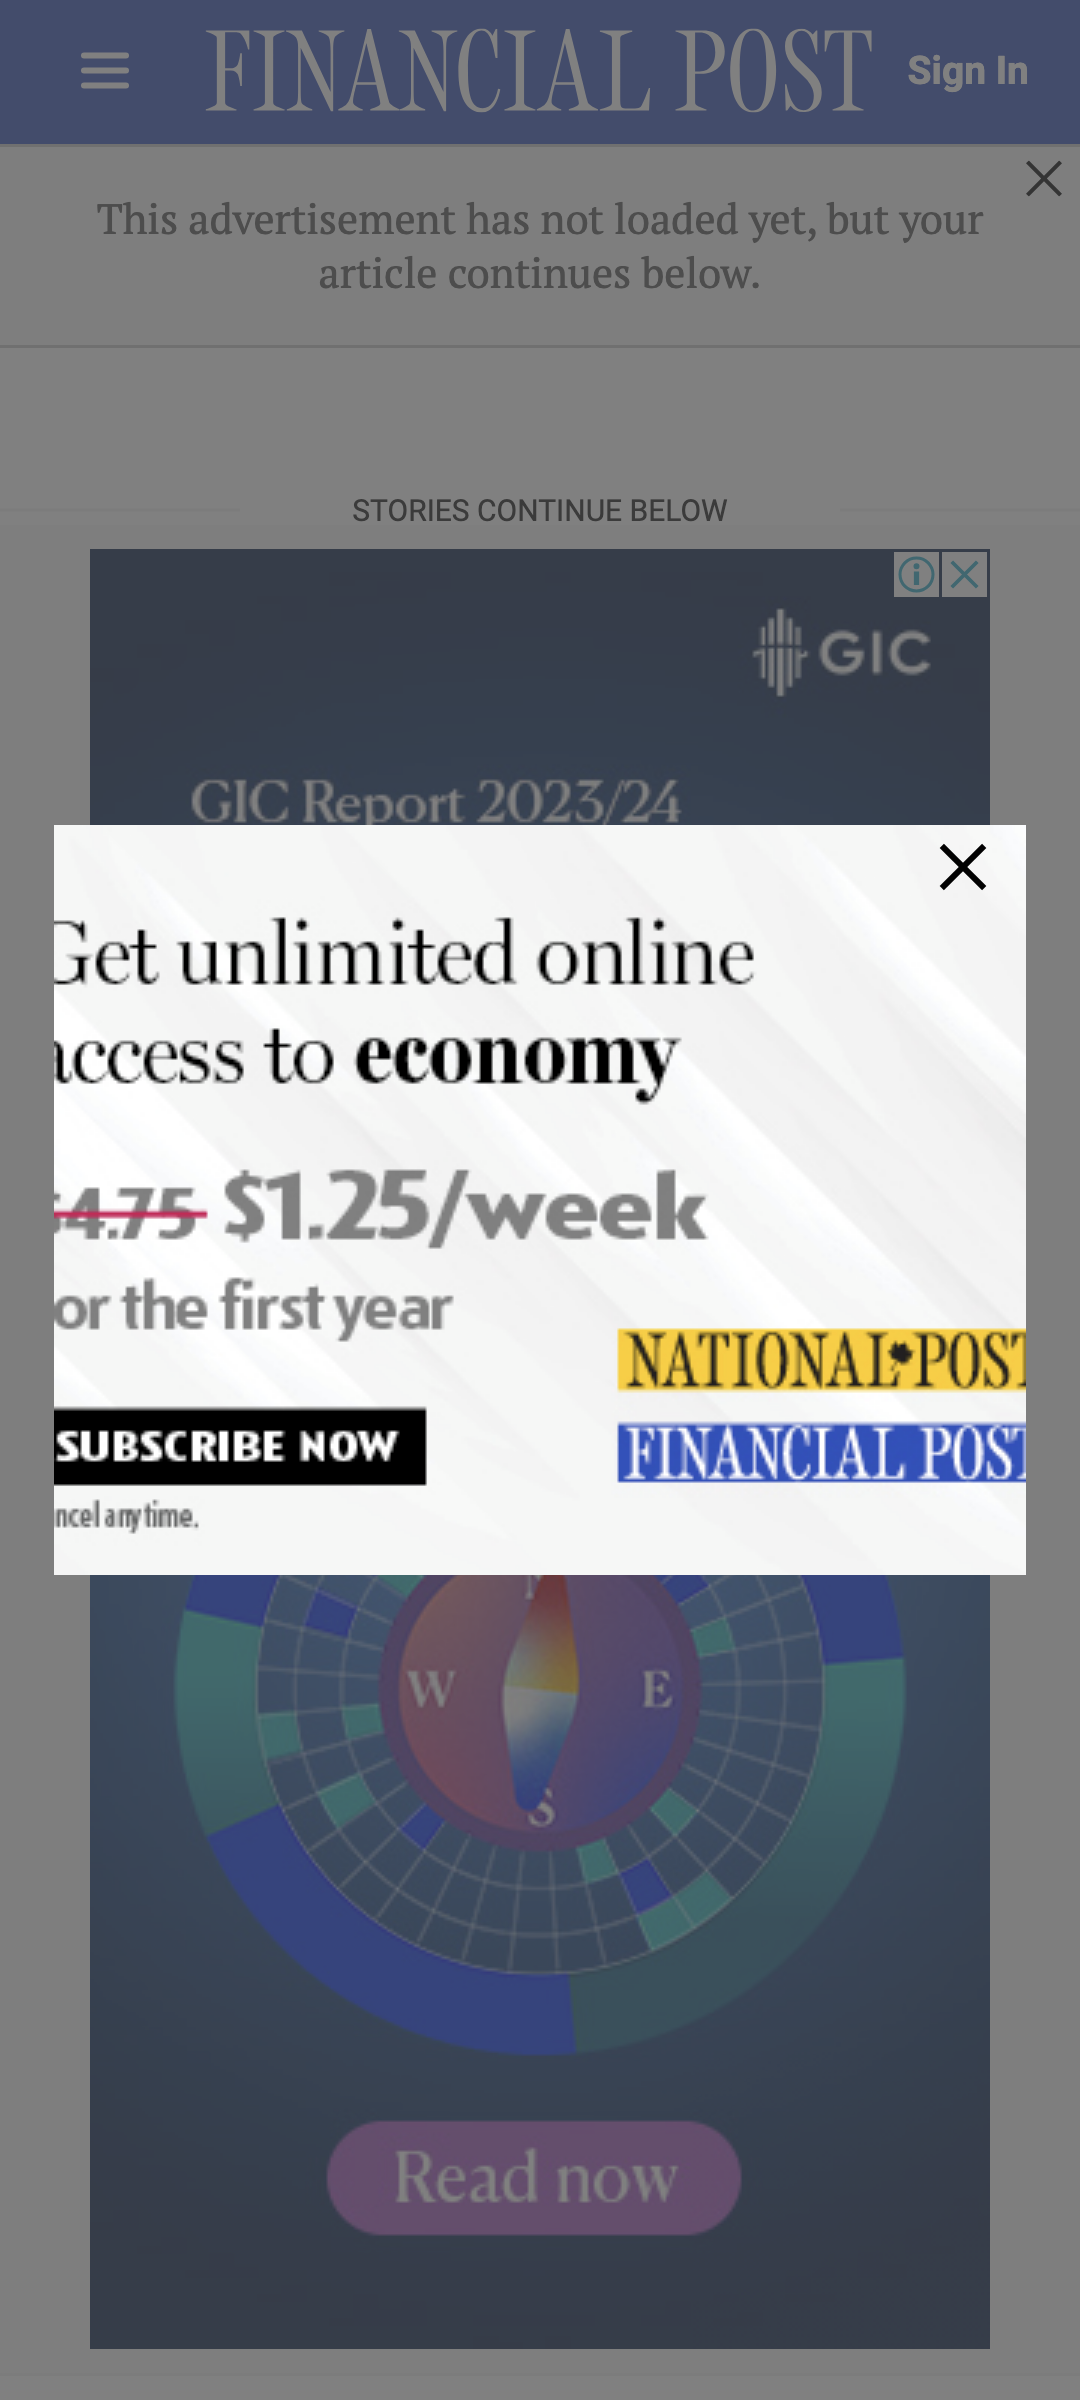 FINANCIAL POST
Sign In
This advertisement has not loaded yet, but your
article continues below.
STORIES CONTINUE BELOW
GIC
GIC Report 2023/24
Get unlimited online
access to economy
$4.75 $1.25/week
or the first year
NATIONAL POST
FINANCIAL POST
SUBSCRIBE NOW
ncel anytime.
N
W E
S
Read now